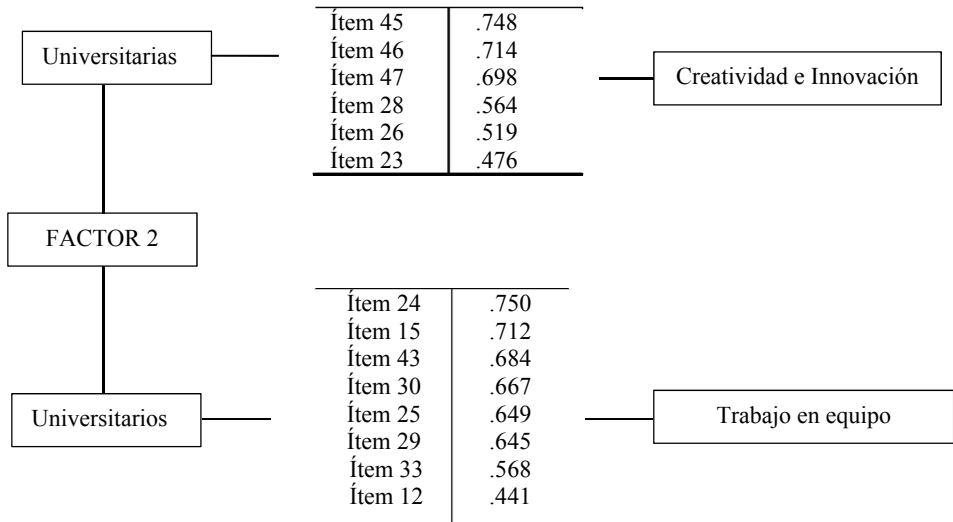 Universitarias
Ítem 45 .748
Ítem 46 .714
Ítem 47 .698
Ítem 28 .564
Ítem 26 .519
Ítem 23 .476
Creatividad e Innovación
FACTOR 2
Universitarios
Ítem 24 .750
Ítem 15 .712
Ítem 43 .684
Ítem 30 .667
Ítem 25 .649
Ítem 29 .645
Ítem 33 .568
Ítem 12 .441
Trabajo en equipo